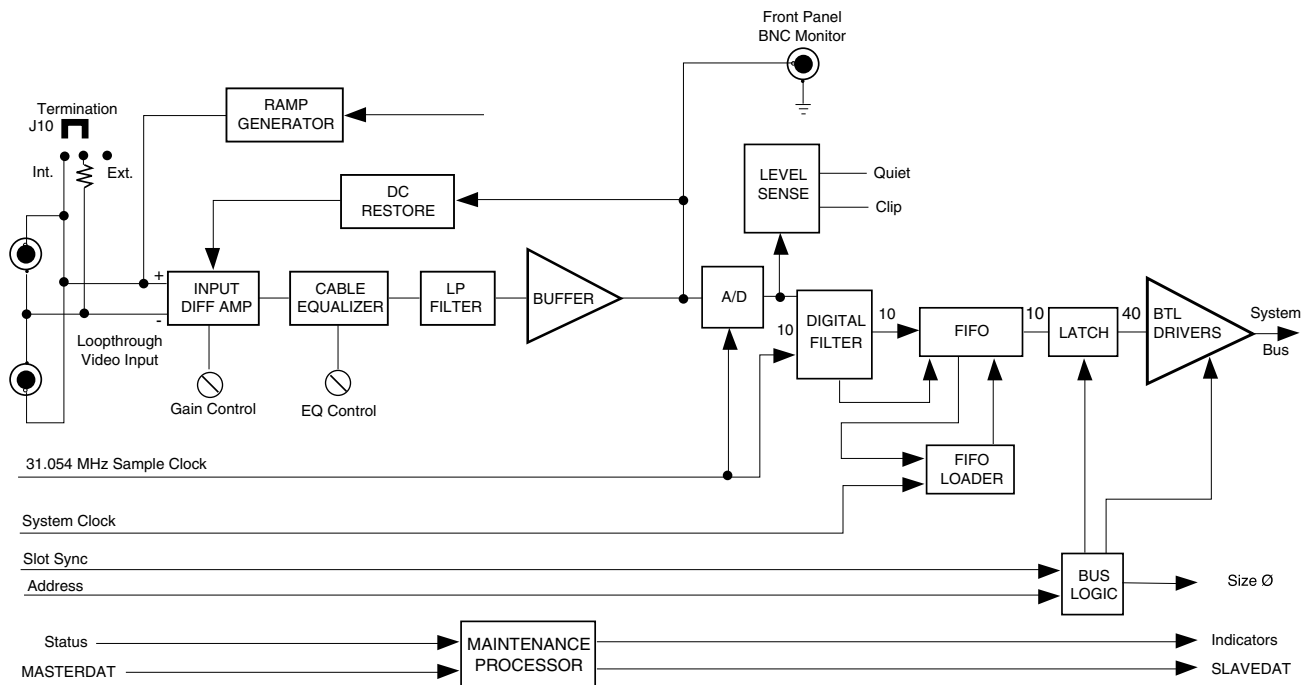 Front Panel
BNC Monitor
Termination
J10
Int.
Ext.
RAMP
GENERATOR
DC
RESTORE
LEVEL
SENSE
Quiet
Clip
+
-
INPUT
DIFF AMP
CABLE
EQUALIZER
LP
FILTER
BUFFER
A/D
10
DIGITAL
FILTER
10
FIFO
10
LATCH
40
BTL
DRIVERS
System
Bus
Loopthrough
Video Input
Gain Control
EQ Control
31.054 MHz Sample Clock
FIFO
LOADER
System Clock
Slot Sync
Address
BUS
LOGIC
Size Ø
Status
MASTERDAT
MAINTENANCE
PROCESSOR
Indicators
SLAVEDAT